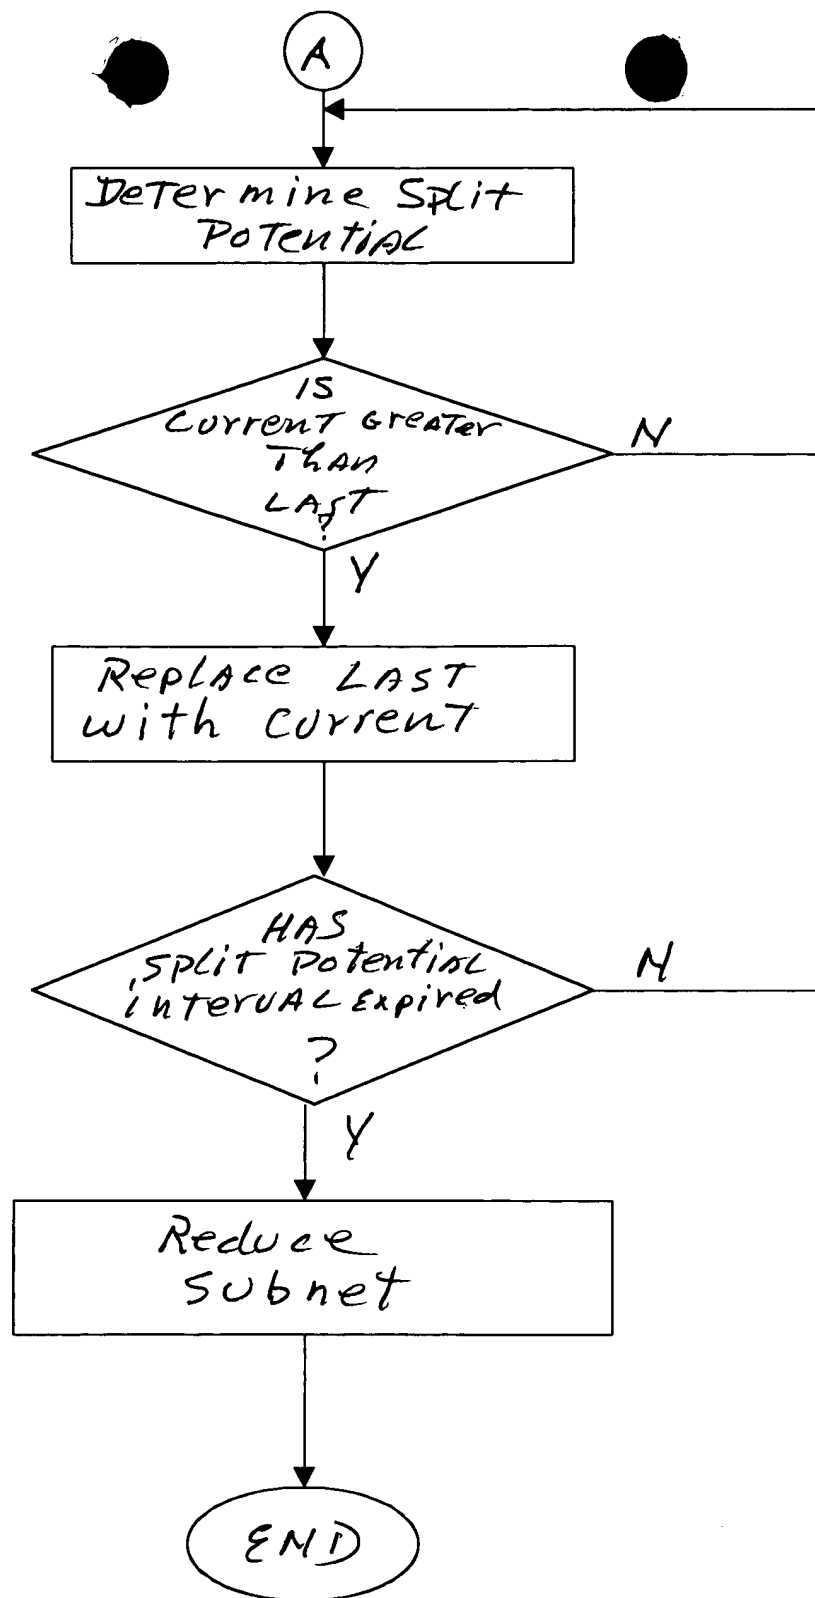 A
Determine Split
Potential
IS
Current Greater
Than
LAST
?
N
Y
Replace LAST
with current
HAS
Split Potential
interval Expired
?
N
Y
Reduce
Subnet
END